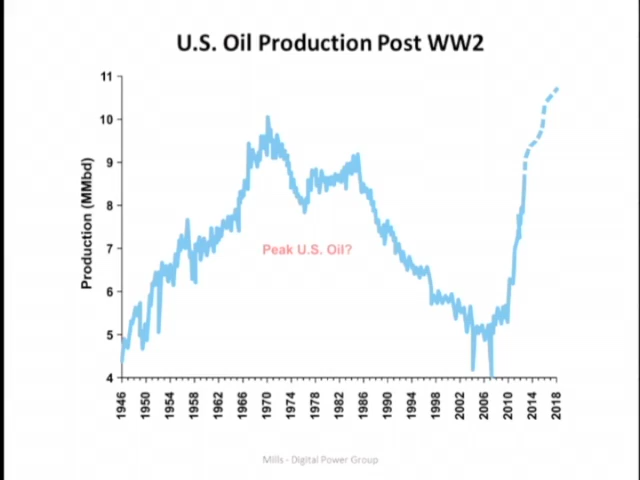 U.S. Oil Production Post WW2
11
10
9
8
7
6
5
4
Production (MMbd)
Peak U.S. Oil?
1946 1950 1954 1958 1962 1966 1970 1974 1978 1982 1986 1990 1994 1998 2002 2006 2010 2014 2018
Mills - Digital Power Group